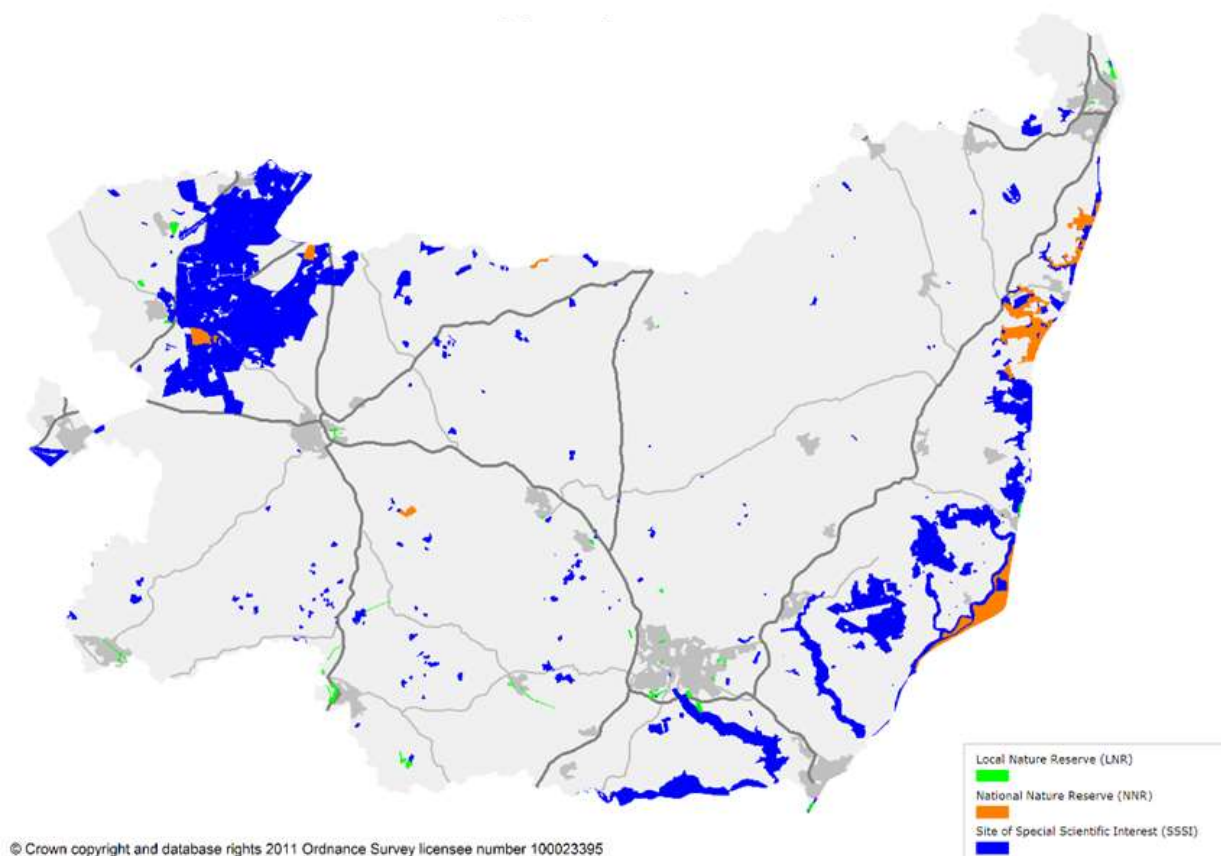 Local Nature Reserve (LNR)
National Nature Reserve (NNR)
Site of Special Scientific Interest (SSSI)
© Crown copyright and database rights 2011 Ordnance Survey licensee number 100023395